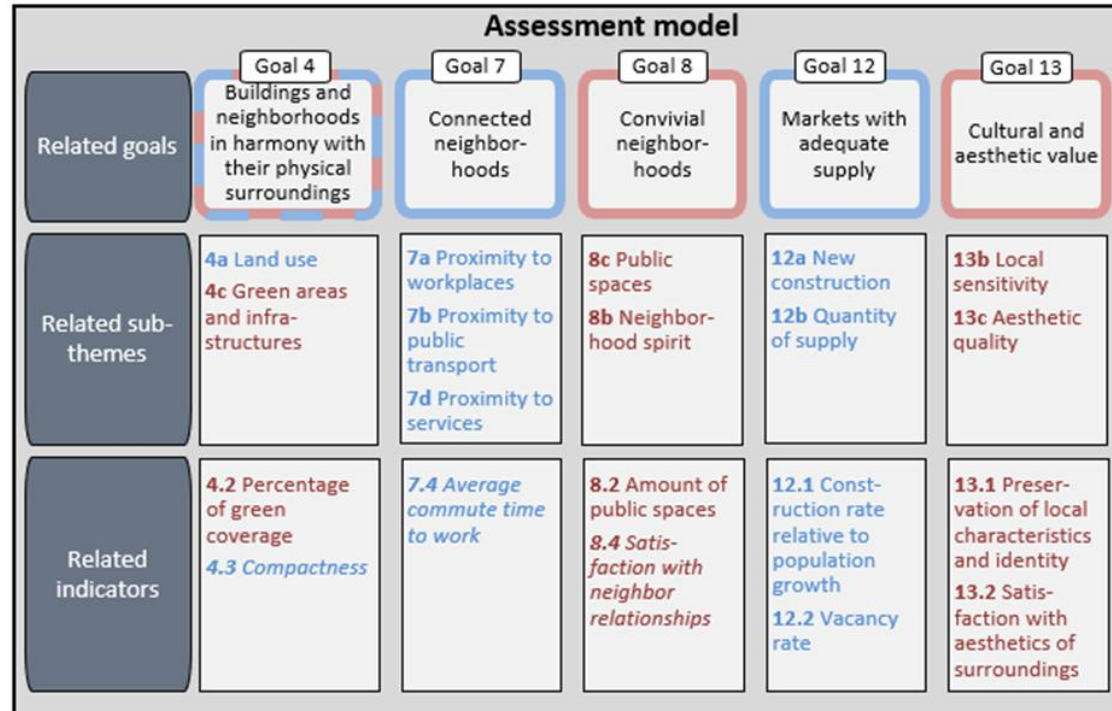 Assessment model
Goal 4
Goal 7
Goal 8
Goal 12
Goal 13
Related goals
Buildings and
neighborhoods
in harmony with
their physical
surroundings
Connected
neighbor-
hoods
Convivial
neighbor-
hoods
Markets with
adequate
supply
Cultural and
aesthetic value
Related sub-
themes
4a Land use
4c Green areas
and infra-
structures
7a Proximity to
workplaces
7b Proximity to
public
transport
7d Proximity to
services
8c Public
spaces
8b Neighbor-
hood spirit
12a New
construction
12b Quantity
of supply
13b Local
sensitivity
13c Aesthetic
quality
Related
indicators
4.2 Percentage
of green
coverage
4.3 Compactness
7.4 Average
commute time
to work
8.2 Amount of
public spaces
8.4 Satis-
faction with
neighbor
relationships
12.1 Const-
ruction rate
relative to
population
growth
12.2 Vacancy
rate
13.1 Preser-
vation of local
characteristics
and identity
13.2 Satis-
faction with
aesthetics of
surroundings